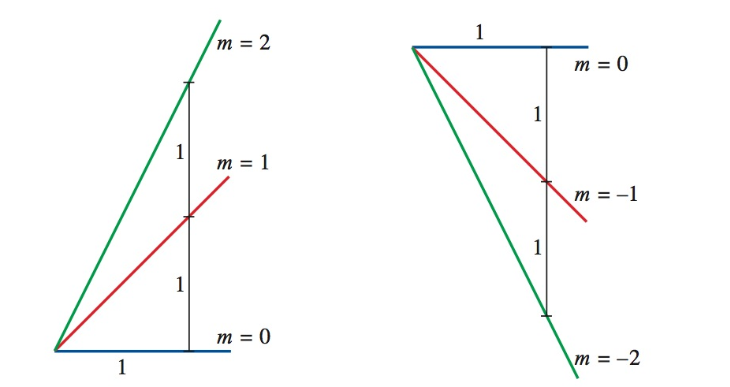 m = 2
1
m = 1
1
m = 0
1
1
m = 0
1
m = −1
1
m = −2